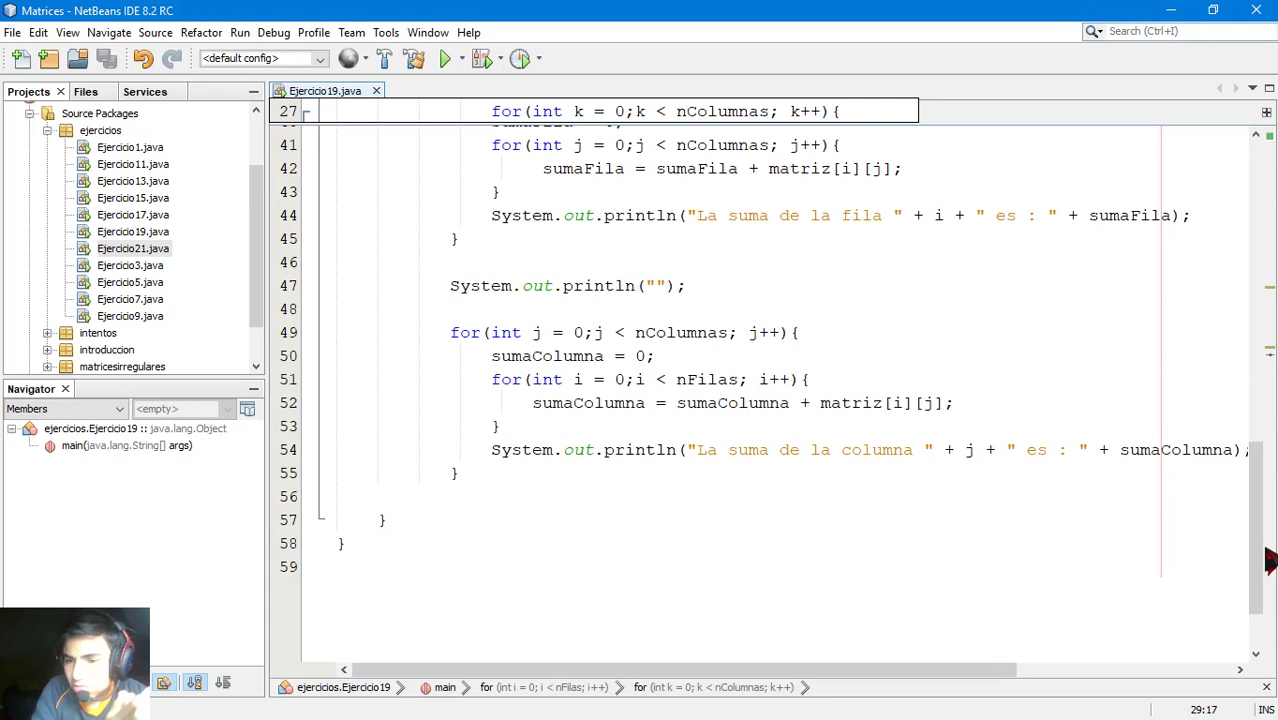 Matrices - NetBeans IDE 8.2 RC
File Edit View Navigate Source Refactor Run Debug Profile Team Tools Window Help
Search (Ctrl+I)
<default config>
Projects Files Services
Ejercicio19.java
Source Packages
ejercicios
Ejercicio1.java
Ejercicio11.java
Ejercicio13.java
Ejercicio15.java
Ejercicio17.java
Ejercicio19.java
Ejercicio21.java
Ejercicio3.java
Ejercicio5.java
Ejercicio7.java
Ejercicio9.java
intentos
introduccion
matricesirregulares
Navigator
Members
<empty>
ejercicios.Ejercicio19 :: java.lang.Object
main(java.lang.String[] args)
27 for(int k = 0;k < nColumnas; k++){
41 for(int j = 0;j < nColumnas; j++){
42 sumaFila = sumaFila + matriz[i][j];
43 }
44 System.out.println("La suma de la fila " + i + " es : " + sumaFila);
45 }
46
47 System.out.println("");
48
49 for(int j = 0;j < nColumnas; j++){
50 sumaColumna = 0;
51 for(int i = 0;i < nFilas; i++){
52 sumaColumna = sumaColumna + matriz[i][j];
53 }
54 System.out.println("La suma de la columna " + j + " es : " + sumaColumna);
55 }
56
57 }
58 }
59
ejercicios.Ejercicio19 main for (int i = 0; i < nFilas; i++) for (int k = 0; k < nColumnas; k++)
29:17 INS